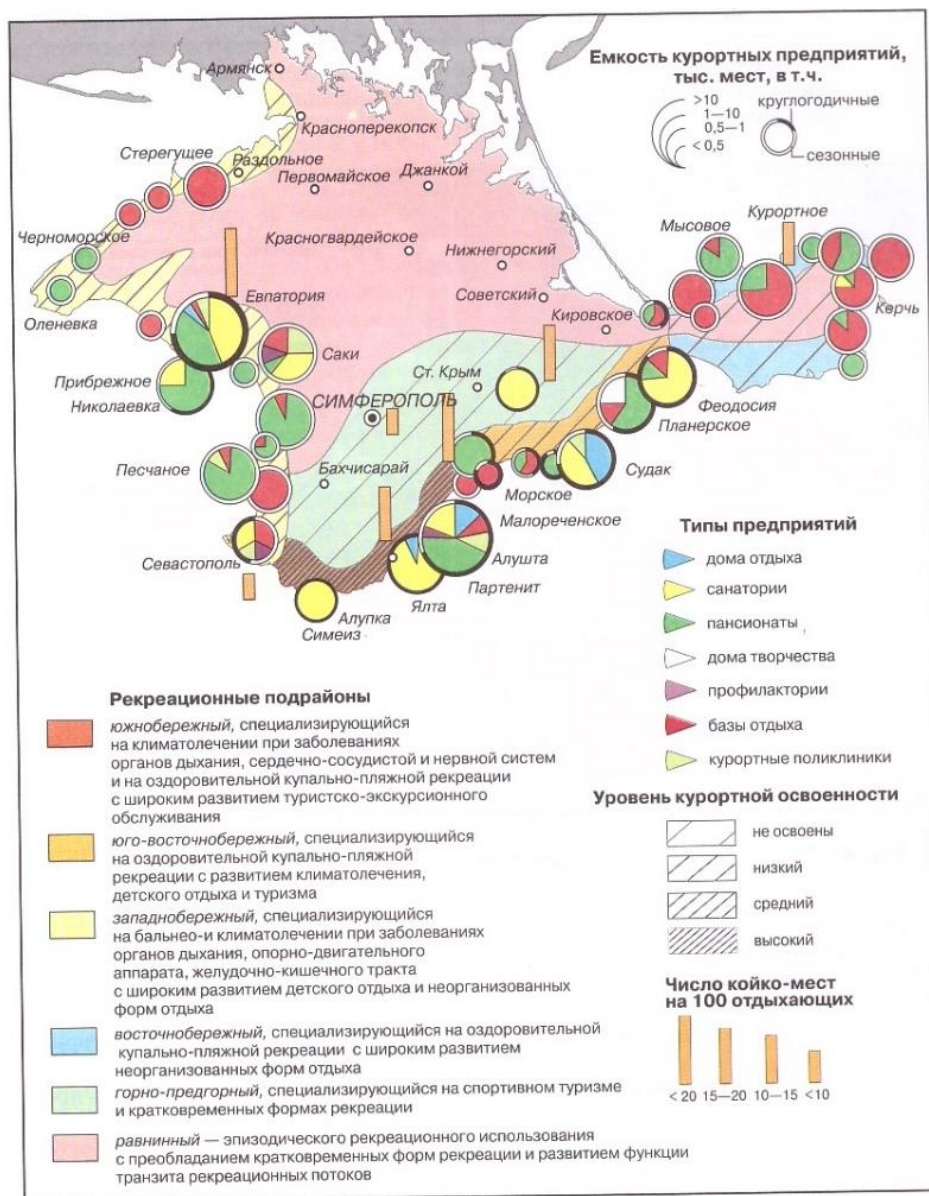 Армянск
Красноперекопск
Стерегущее
Раздольное
Первомайское
Джанкой
Черноморское
Красногвардейское
Нижнегорский
Мысовое
Курортное
Оленевка
Евпатория
Советский
Кировское
Керчь
Саки
Прибрежное
Николаевка
Ст. Крым
СИМФЕРОПОЛЬ
Феодосия
Планерское
Песчаное
Бахчисарай
Судак
Морское
Севастополь
Малореченское
Алушта
Партенит
Ялта
Алупка
Симеиз
Емкость курортных предприятий,
тыс. мест, в т.ч.
>10
1—10
0,5—1
< 0,5
круглогодичные
сезонные
Типы предприятий
дома отдыха
санатории
пансионаты
дома творчества
профилактории
базы отдыха
курортные поликлиники
Уровень курортной освоенности
не освоены
низкий
средний
высокий
Число койко-мест
на 100 отдыхающих
< 20 15—20 10—15 <10
Рекреационные подрайоны
южнобережный, специализирующийся
на климатолечении при заболеваниях
органов дыхания, сердечно-сосудистой и нервной систем
и на оздоровительной купально-пляжной рекреации
с широким развитием туристско-экскурсионного
обслуживания
юго-восточнобережный, специализирующийся
на оздоровительной купально-пляжной
рекреации с развитием климатолечения,
детского отдыха и туризма
западнобережный, специализирующийся
на бальнео-и климатолечении при заболеваниях
органов дыхания, опорно-двигательного
аппарата, желудочно-кишечного тракта
с широким развитием детского отдыха и неорганизованных
форм отдыха
восточнобережный, специализирующийся на оздоровительной
купально-пляжной рекреации с широким развитием
неорганизованных форм отдыха
горно-предгорный, специализирующийся на спортивном туризме
и кратковременных формах рекреации
равнинный — эпизодического рекреационного использования
с преобладанием кратковременных форм рекреации и развитием функции
транзита рекреационных потоков